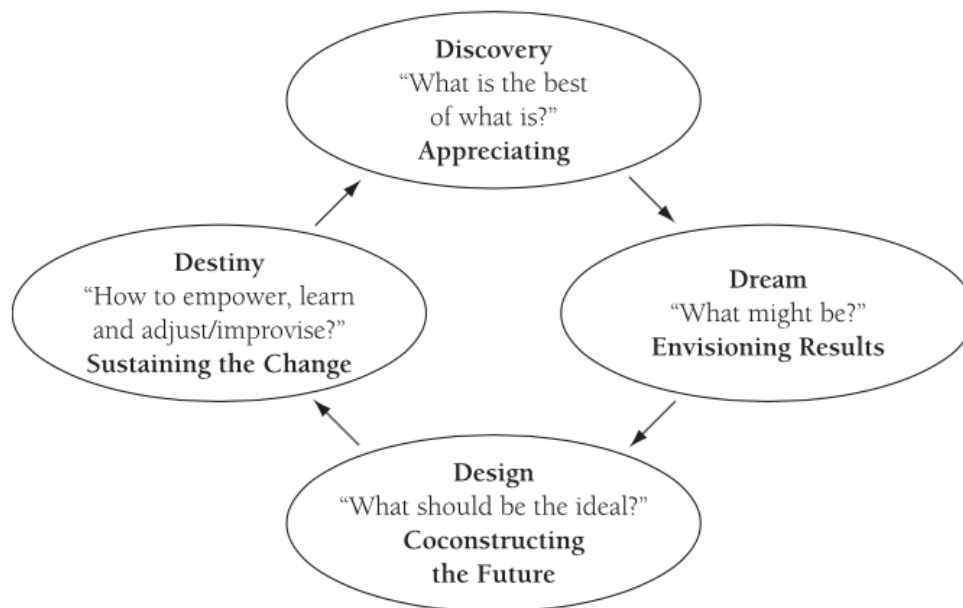 Discovery
“What is the best
of what is?”
Appreciating
Destiny
“How to empower, learn
and adjust/improvise?”
Sustaining the Change
Dream
“What might be?”
Envisioning Results
Design
“What should be the ideal?”
Coconstructing
the Future